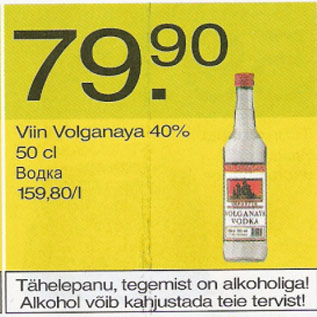 79.90
Viin Volganaya 40%
50 cl
Водка
159,80/l
VOLGANAYA
VODKA
Tähelepanu, tegemist on alkoholiga!
Alkohol võib kahjustada teie tervist!